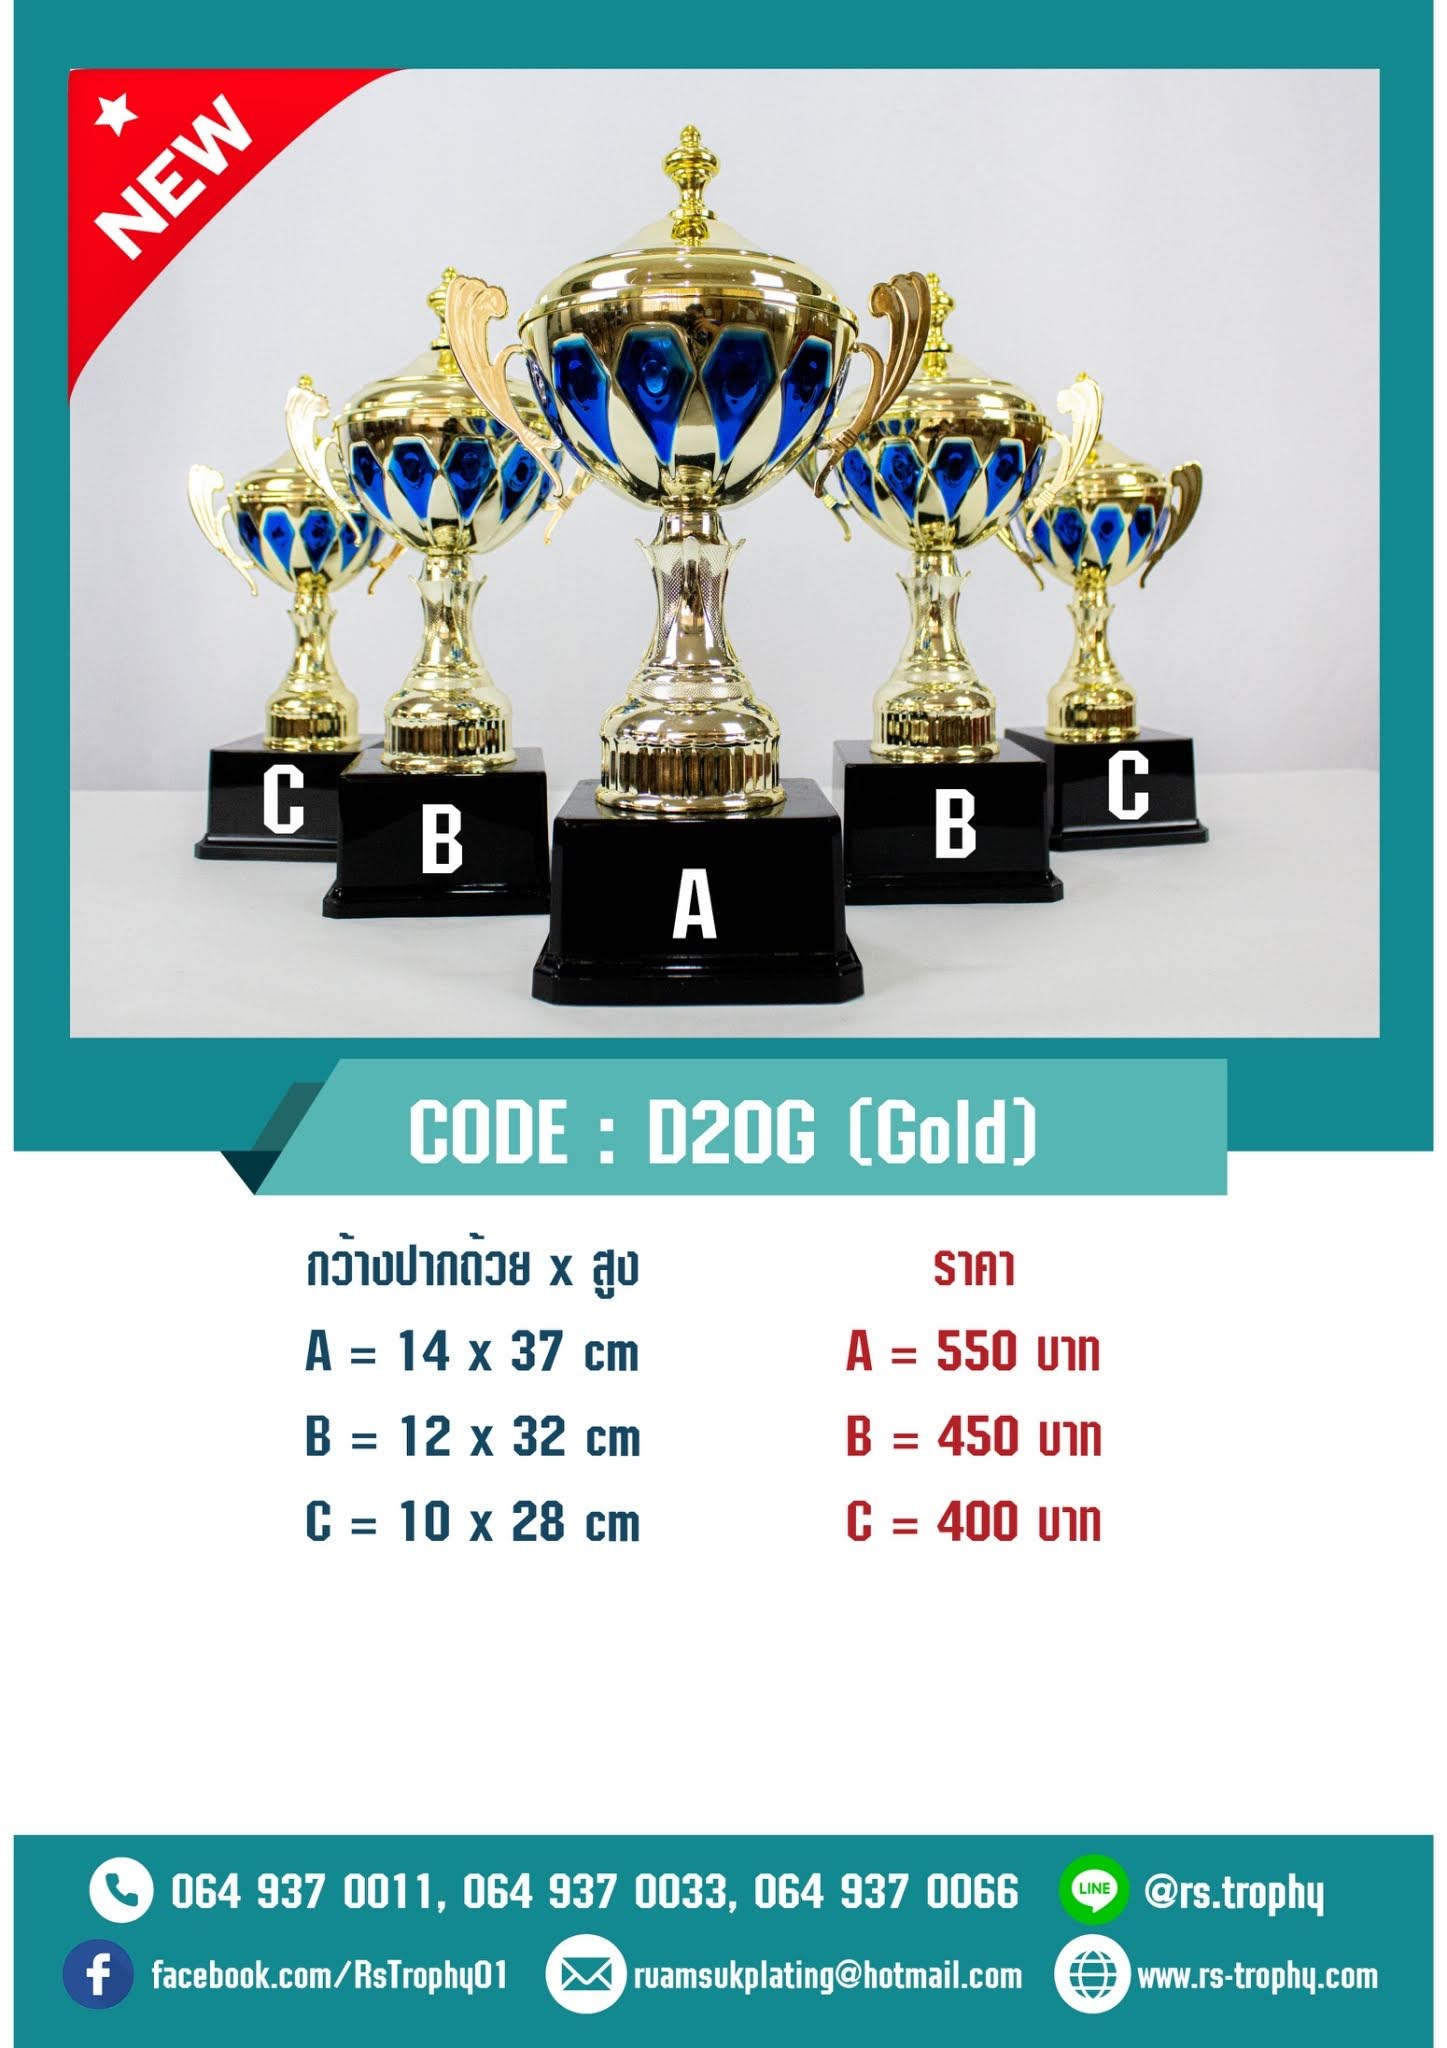 NEW
C
B
A
B
C
CODE : D20G (Gold)
กว้างปากถ้วย x สูง
A = 14 x 37 cm
B = 12 x 32 cm
C = 10 x 28 cm
ราคา
A = 550 บาท
B = 450 บาท
C = 400 บาท
064 937 0011, 064 937 0033, 064 937 0066
LINE @rs.trophy
facebook.com/RsTrophy01
ruamsukplating@hotmail.com
www.rs-trophy.com